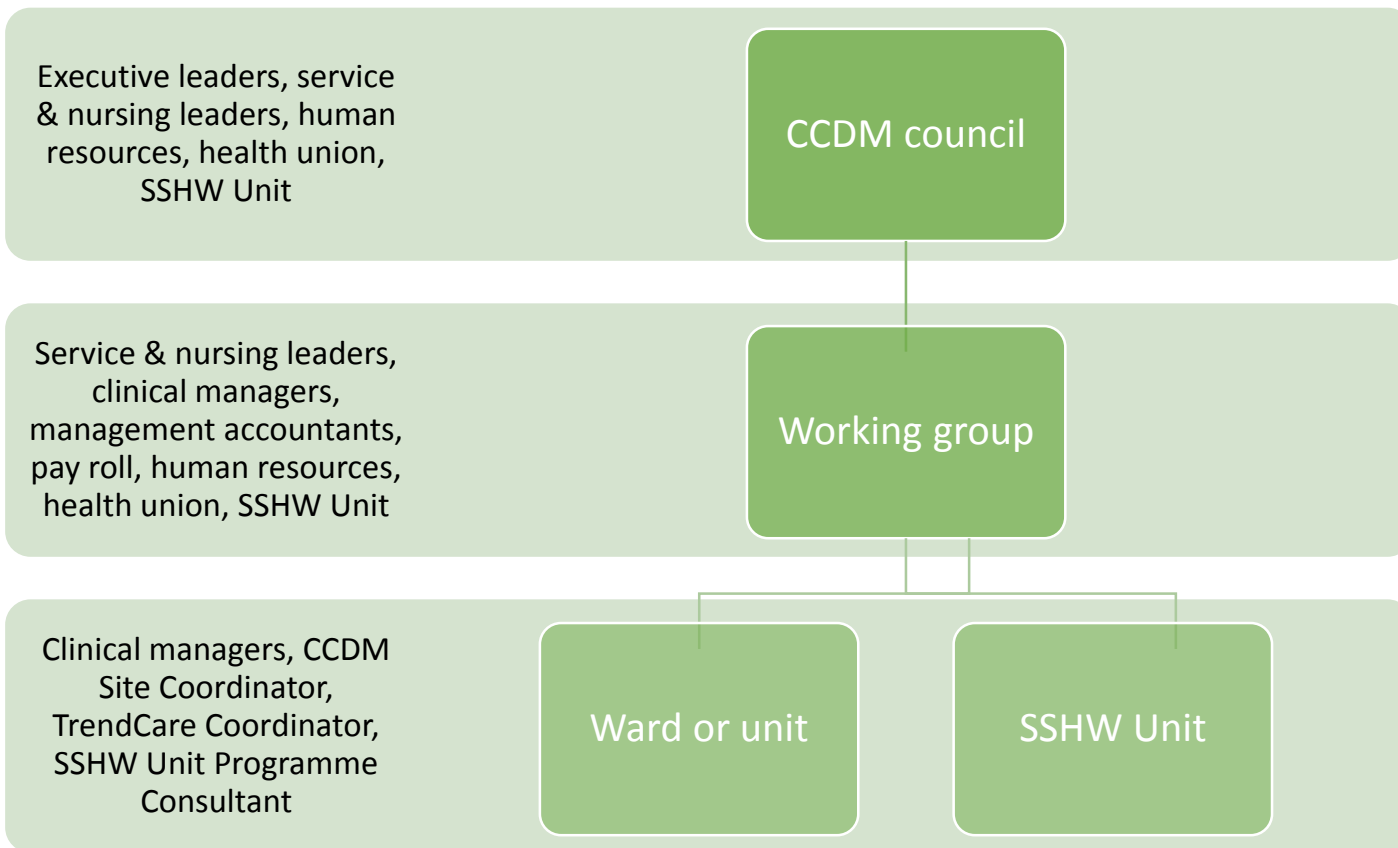 Executive leaders, service
& nursing leaders, human
resources, health union,
SSHW Unit
CCDM council
Service & nursing leaders,
clinical managers,
management accountants,
pay roll, human resources,
health union, SSHW Unit
Working group
Clinical managers, CCDM
Site Coordinator,
TrendCare Coordinator,
SSHW Unit Programme
Consultant
Ward or unit
SSHW Unit